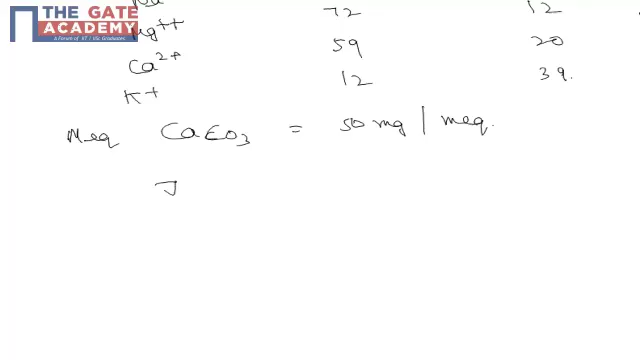 THE GATE
ACADEMY
A Forum of IIT / IISc Graduates
72 12
Mg++ 59 20
Ca2+ 12 39.
K+
Meq CaCO3 = 50 mg | meq.